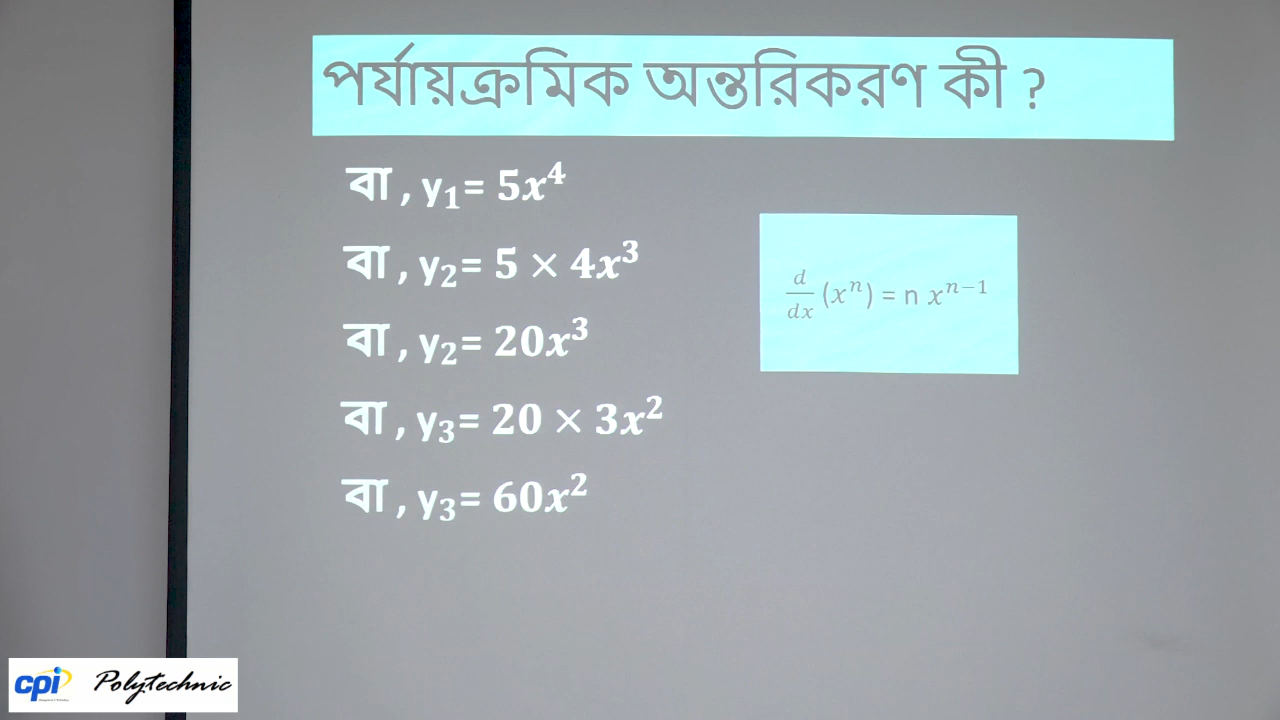 পর্যায়ক্রমিক অন্তরিকরণ কী ?
বা , y₁= 5x⁴
বা , y₂= 5 × 4x³
d/dx (xⁿ) = n xⁿ⁻¹
বা , y₂= 20x³
বা , y₃= 20 × 3x²
বা , y₃= 60x²
cpi Polytechnic